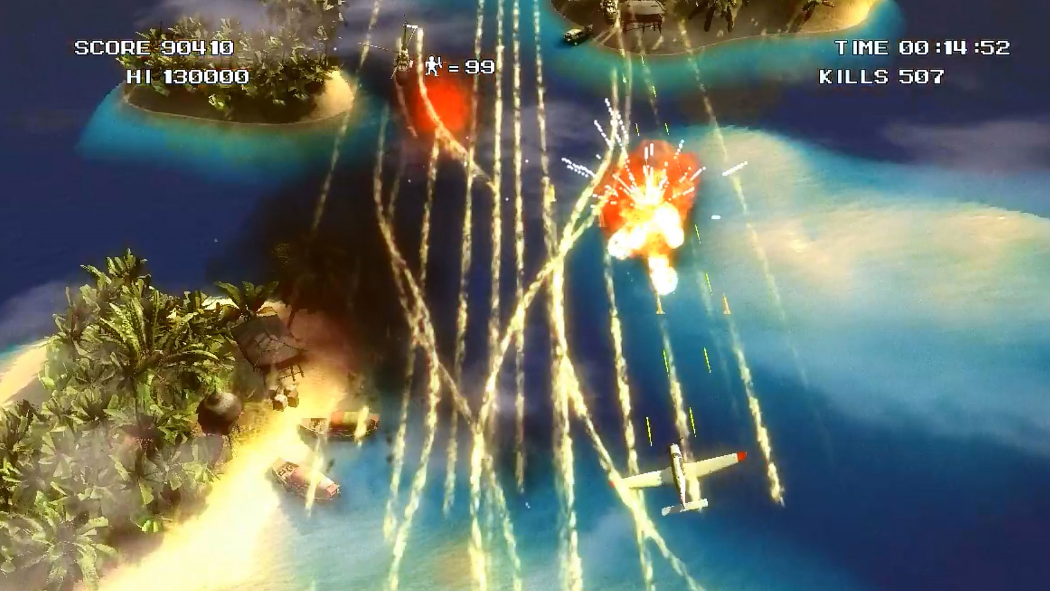 SCORE 90410
HI 130000
= 99
TIME 00:14:52
KILLS 507